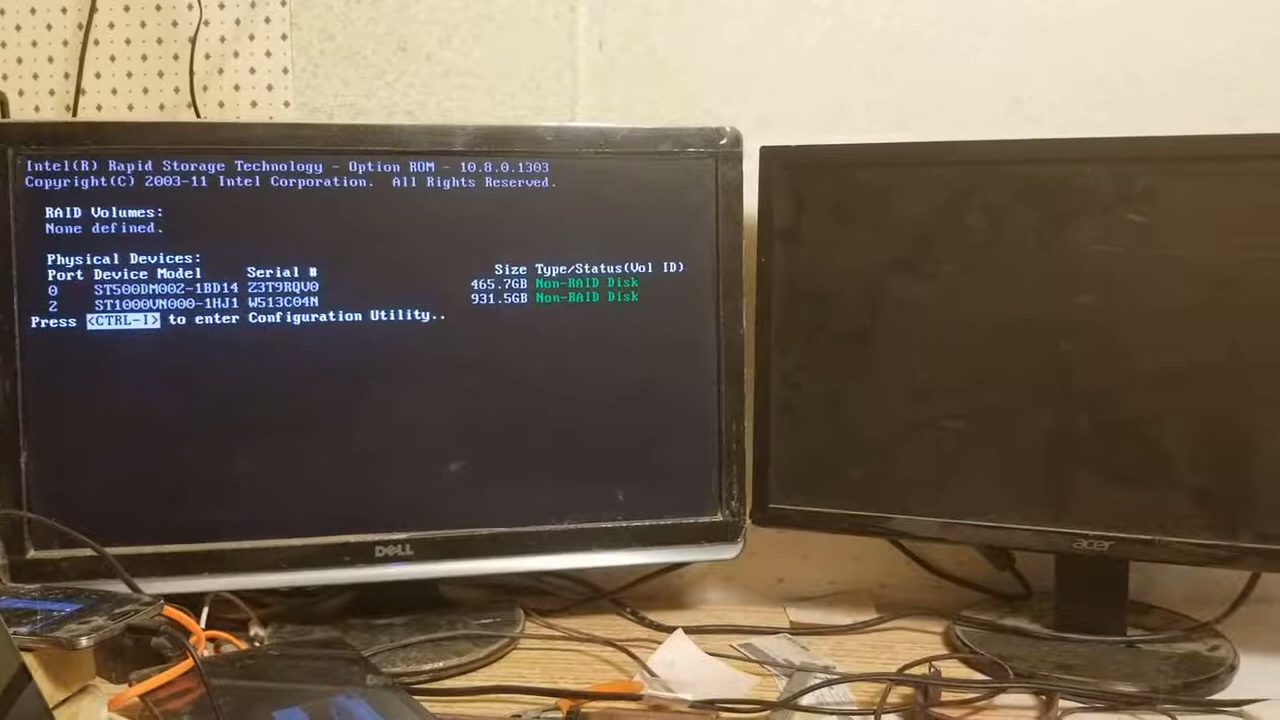 Intel(R) Rapid Storage Technology - Option ROM - 10.8.0.1303
Copyright(C) 2003-11 Intel Corporation.  All Rights Reserved.
RAID Volumes:
None defined.
Physical Devices:
Port Device Model Serial # Size Type/Status(Vol ID)
0 ST500DM002-1BD14 Z3T9RQV0 465.7GB Non-RAID Disk
2 ST1000VN000-1HJ1 W513C04N 931.5GB Non-RAID Disk
Press <CTRL-I> to enter Configuration Utility..
DELL
acer